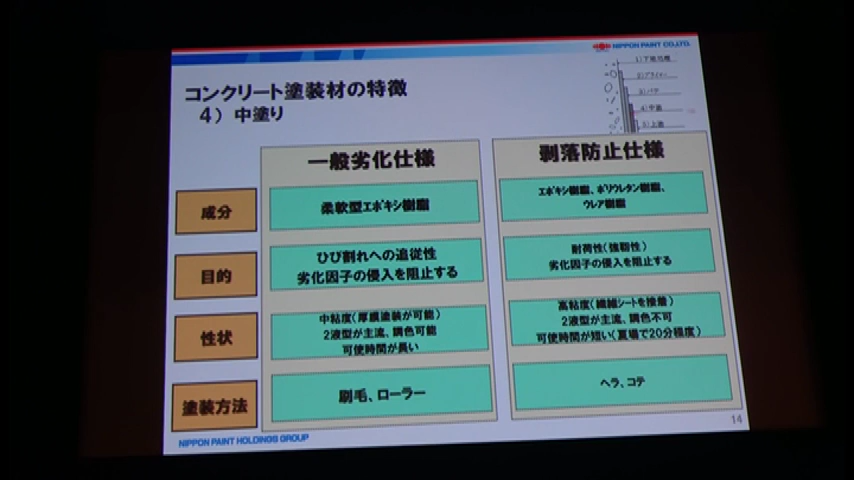 NIPPON PAINT CO.,LTD.
コンクリート塗装材の特徴
4）中塗り
1)下地処理
2)プライマー
3)パテ
4)中塗
5)上塗
一般劣化仕様
剥落防止仕様
成分
柔軟型エポキシ樹脂
エポキシ樹脂、ポリウレタン樹脂、
ウレア樹脂
目的
ひび割れへの追従性
劣化因子の侵入を阻止する
耐荷性（強靭性）
劣化因子の侵入を阻止する
性状
中粘度（厚膜塗装が可能）
2液型が主流、調色可能
可使時間が長い
高粘度（繊維シートを接着）
2液型が主流、調色不可
可使時間が短い（夏場で20分程度）
塗装方法
刷毛、ローラー
ヘラ、コテ
NIPPON PAINT HOLDINGS GROUP
14